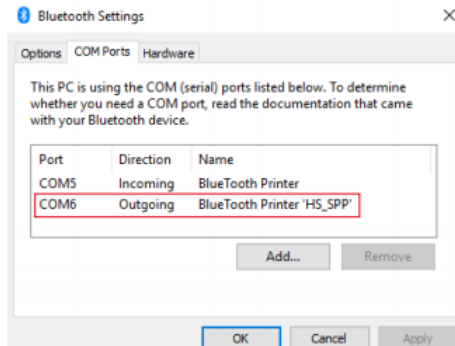 Bluetooth Settings
Options COM Ports Hardware
This PC is using the COM (serial) ports listed below. To determine
whether you need a COM port, read the documentation that came
with your Bluetooth device.
Port Direction Name
COM5 Incoming BlueTooth Printer
COM6 Outgoing BlueTooth Printer 'HS_SPP'
Add... Remove
OK Cancel Apply